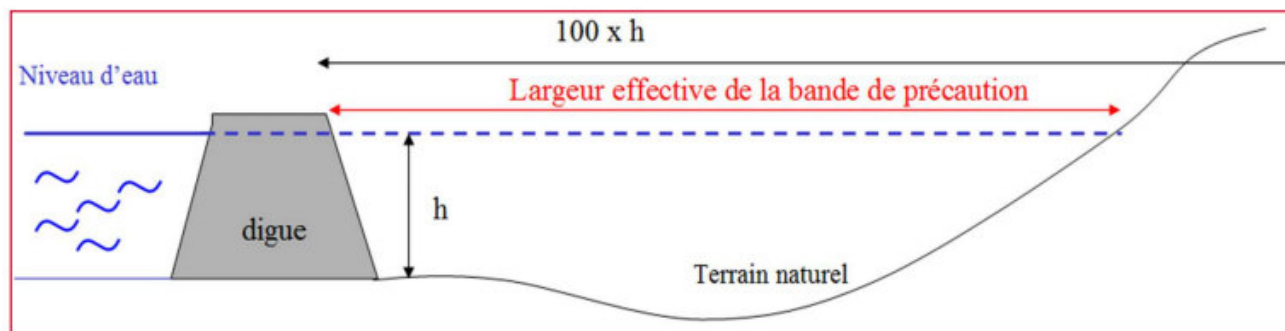 100 x h
Niveau d'eau
Largeur effective de la bande de précaution
h
digue
Terrain naturel